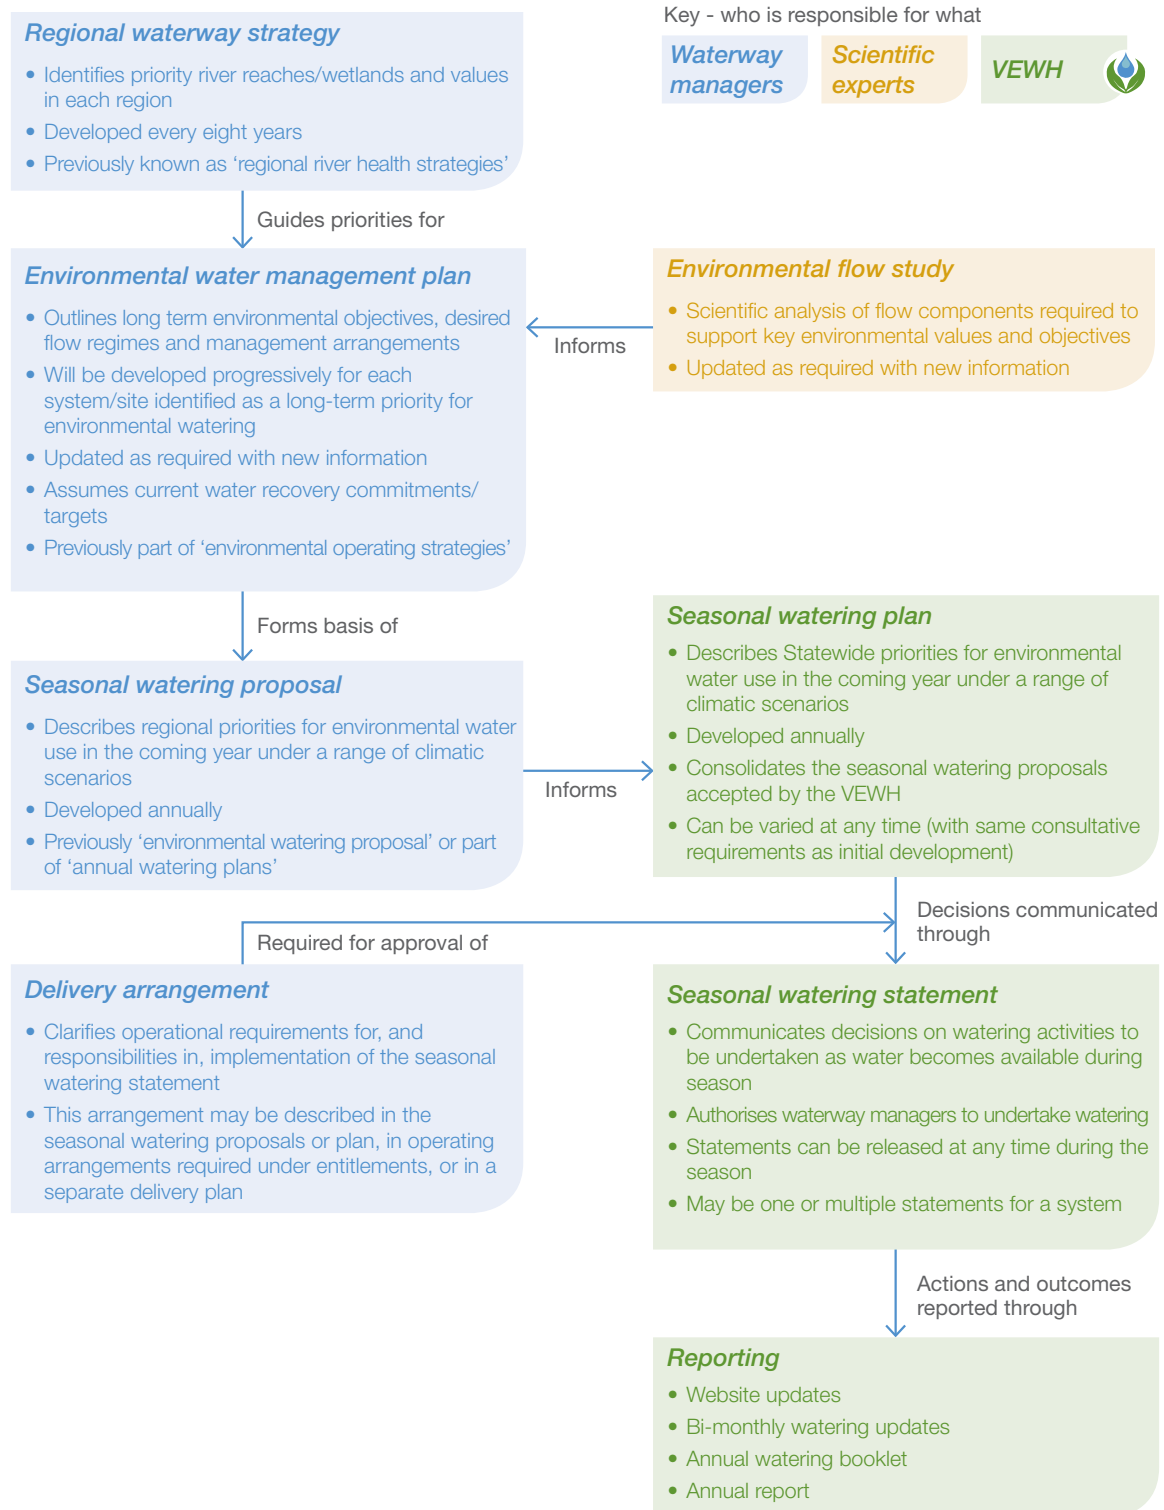 Regional waterway strategy
• Identifies priority river reaches/wetlands and values
in each region
• Developed every eight years
• Previously known as ‘regional river health strategies’
Key - who is responsible for what
Waterway
managers
Scientific
experts
VEWH
Guides priorities for
Environmental water management plan
• Outlines long term environmental objectives, desired
flow regimes and management arrangements
• Will be developed progressively for each
system/site identified as a long-term priority for
environmental watering
• Updated as required with new information
• Assumes current water recovery commitments/
targets
• Previously part of ‘environmental operating strategies’
Informs
Environmental flow study
• Scientific analysis of flow components required to
support key environmental values and objectives
• Updated as required with new information
Forms basis of
Seasonal watering proposal
• Describes regional priorities for environmental water
use in the coming year under a range of climatic
scenarios
• Developed annually
• Previously ‘environmental watering proposal’ or part
of ‘annual watering plans’
Informs
Seasonal watering plan
• Describes Statewide priorities for environmental
water use in the coming year under a range of
climatic scenarios
• Developed annually
• Consolidates the seasonal watering proposals
accepted by the VEWH
• Can be varied at any time (with same consultative
requirements as initial development)
Decisions communicated
through
Required for approval of
Delivery arrangement
• Clarifies operational requirements for, and
responsibilities in, implementation of the seasonal
watering statement
• This arrangement may be described in the
seasonal watering proposals or plan, in operating
arrangements required under entitlements, or in a
separate delivery plan
Seasonal watering statement
• Communicates decisions on watering activities to
be undertaken as water becomes available during
season
• Authorises waterway managers to undertake watering
• Statements can be released at any time during the
season
• May be one or multiple statements for a system
Actions and outcomes
reported through
Reporting
• Website updates
• Bi-monthly watering updates
• Annual watering booklet
• Annual report